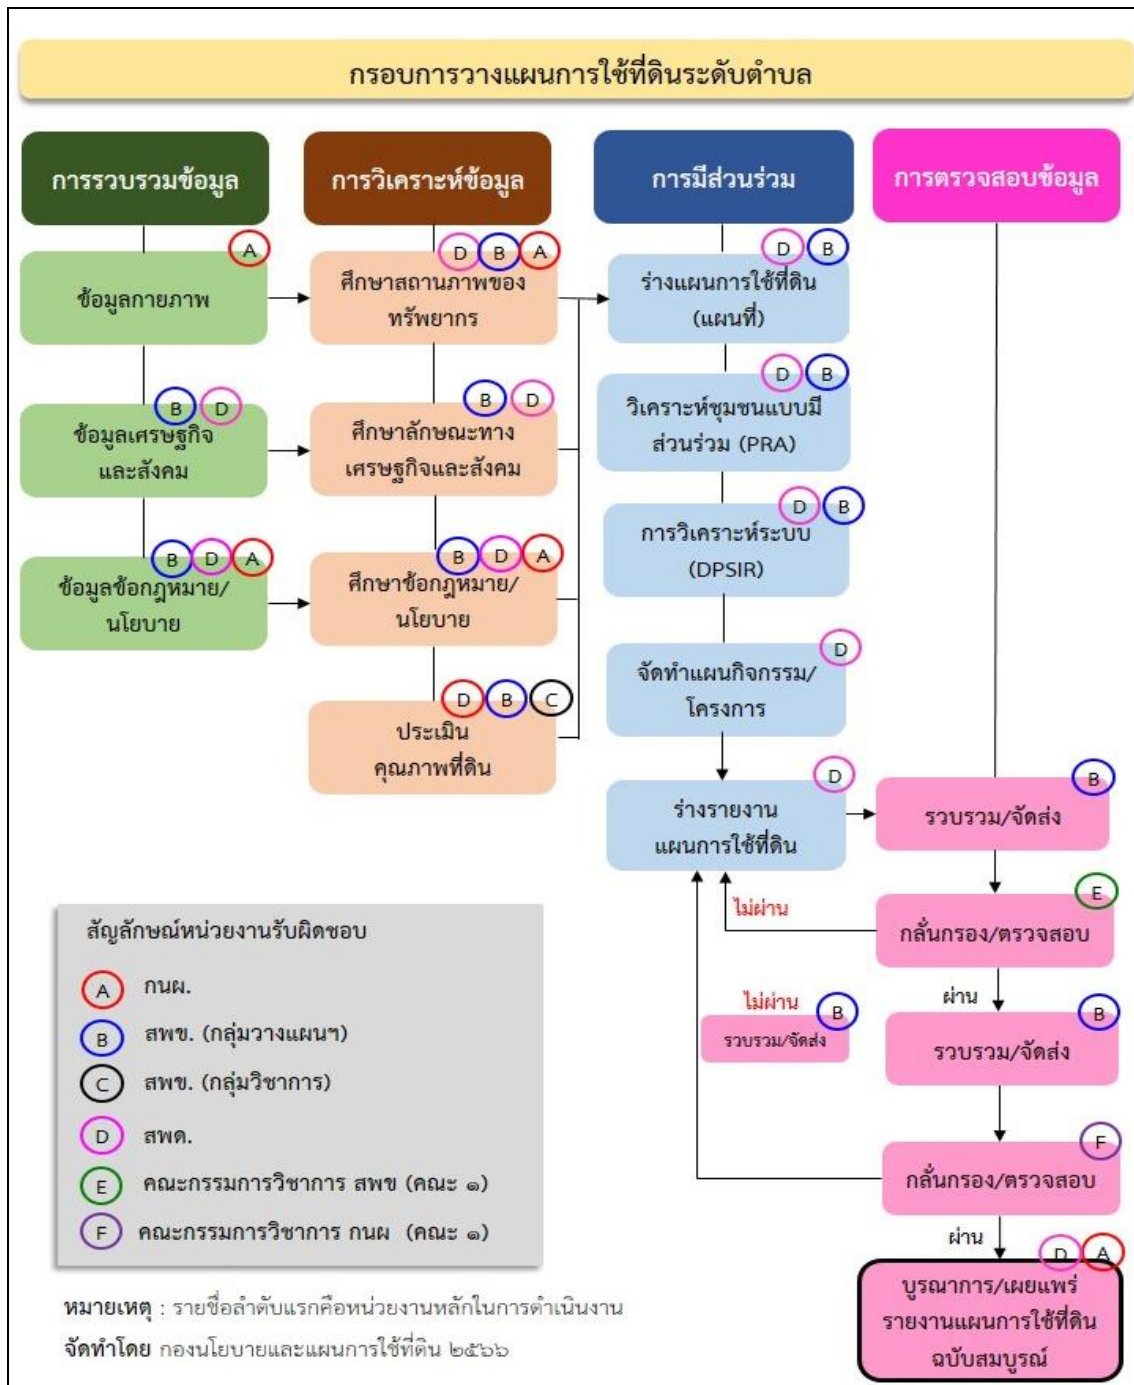 กรอบการวางแผนการใช้ที่ดินระดับตำบล
การรวบรวมข้อมูล
A
ข้อมูลกายภาพ
B D
ข้อมูลเศรษฐกิจ
และสังคม
B D A
ข้อมูลข้อกฎหมาย/
นโยบาย
การวิเคราะห์ข้อมูล
D B A
ศึกษาสถานภาพของ
ทรัพยากร
B D
ศึกษาลักษณะทาง
เศรษฐกิจและสังคม
B D A
ศึกษาข้อกฎหมาย/
นโยบาย
D B C
ประเมิน
คุณภาพที่ดิน
การมีส่วนร่วม
D B
ร่างแผนการใช้ที่ดิน
(แผนที่)
D B
วิเคราะห์ชุมชนแบบมี
ส่วนร่วม (PRA)
D B
การวิเคราะห์ระบบ
(DPSIR)
D
จัดทำแผนกิจกรรม/
โครงการ
D
ร่างรายงาน
แผนการใช้ที่ดิน
การตรวจสอบข้อมูล
B
รวบรวม/จัดส่ง
E
กลั่นกรอง/ตรวจสอบ
ไม่ผ่าน
ผ่าน
B
รวบรวม/จัดส่ง
ไม่ผ่าน
B
รวบรวม/จัดส่ง
F
กลั่นกรอง/ตรวจสอบ
ผ่าน
D A
บูรณาการ/เผยแพร่
รายงานแผนการใช้ที่ดิน
ฉบับสมบูรณ์
สัญลักษณ์หน่วยงานรับผิดชอบ
A กนผ.
B สพข. (กลุ่มวางแผนฯ)
C สพข. (กลุ่มวิชาการ)
D สพด.
E คณะกรรมการวิชาการ สพข (คณะ ๑)
F คณะกรรมการวิชาการ กนผ (คณะ ๑)
หมายเหตุ : รายชื่อลำดับแรกคือหน่วยงานหลักในการดำเนินงาน
จัดทำโดย กองนโยบายและแผนการใช้ที่ดิน ๒๕๖๖